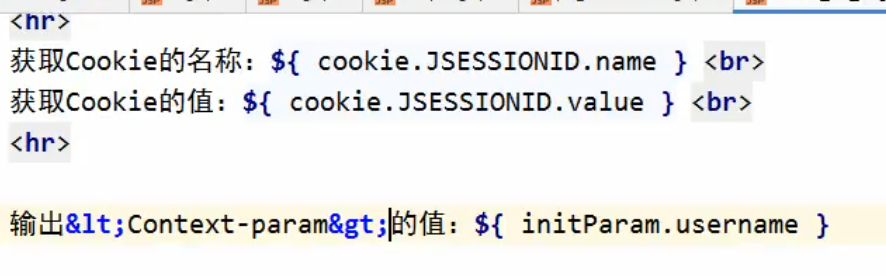 <hr>
获取Cookie的名称：${ cookie.JSESSIONID.name } <br>
获取Cookie的值：${ cookie.JSESSIONID.value } <br>
<hr>
输出&lt;Context-param&gt;的值：${ initParam.username }